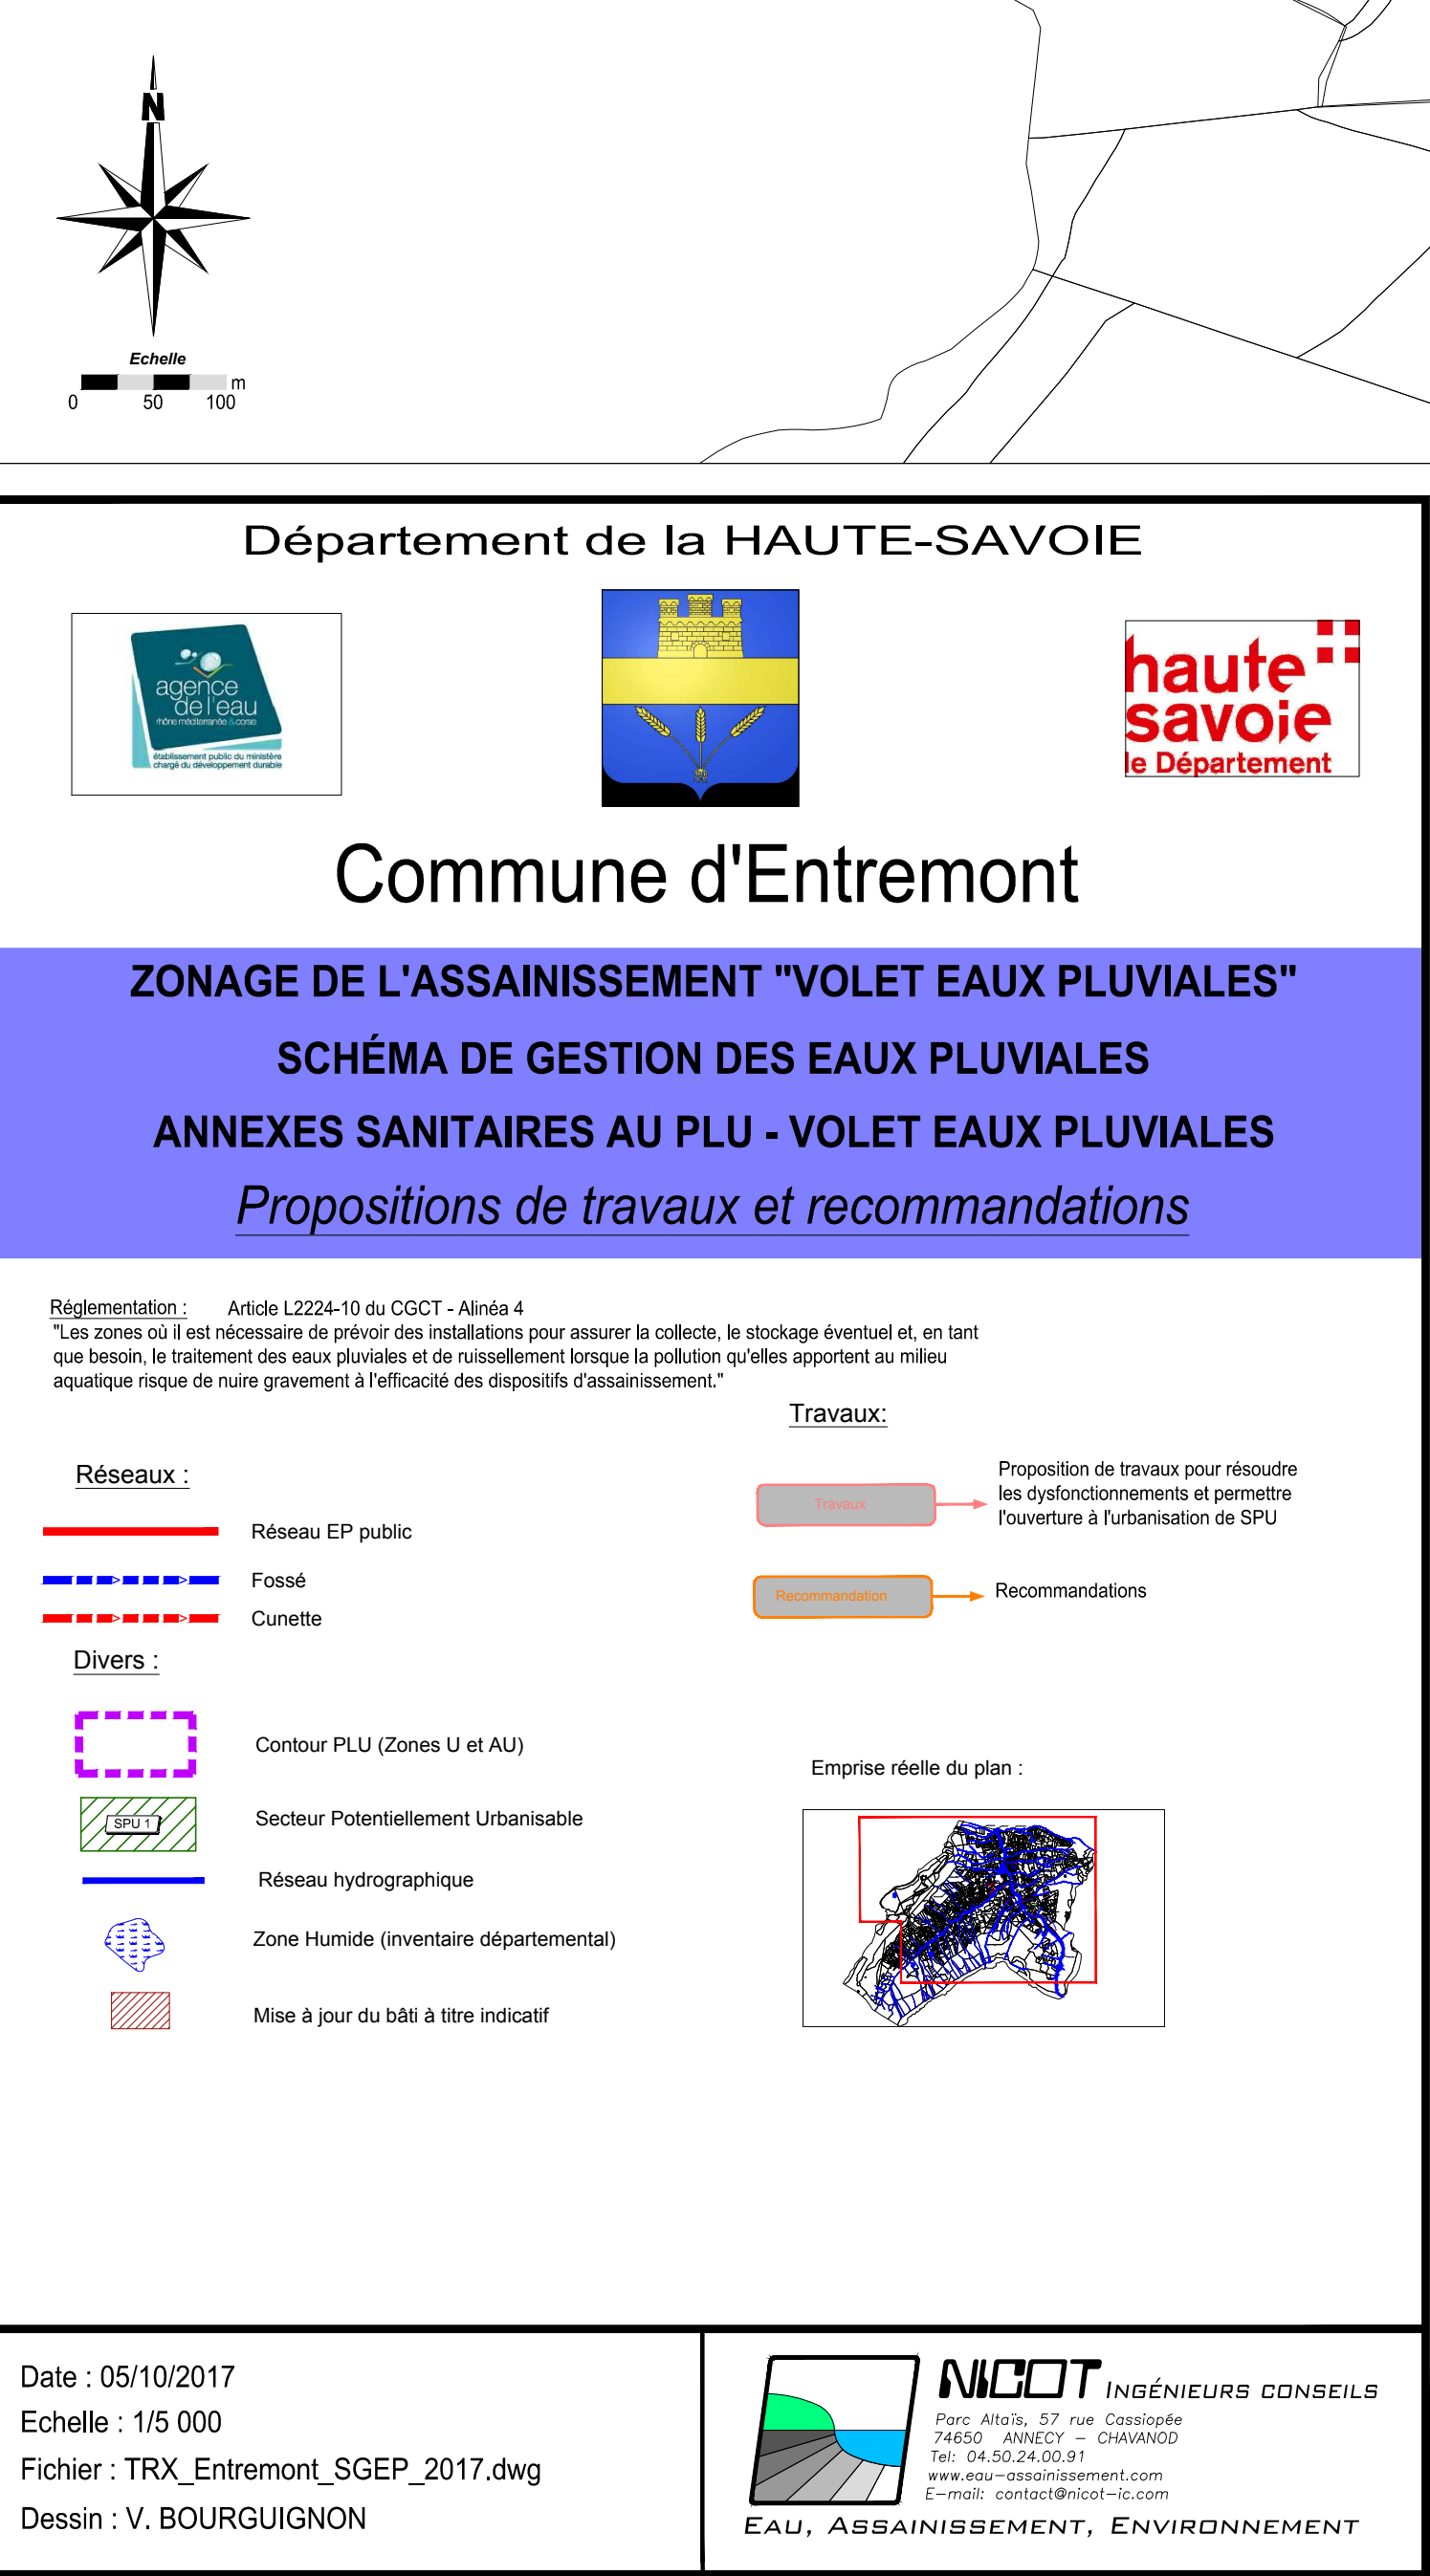 N
Echelle
m
0 50 100
Département de la HAUTE-SAVOIE
agence
de l'eau
rhône méditerranée & corse
établissement public du ministère
chargé du développement durable
haute
savoie
le Département
Commune d'Entremont
ZONAGE DE L'ASSAINISSEMENT "VOLET EAUX PLUVIALES"
SCHÉMA DE GESTION DES EAUX PLUVIALES
ANNEXES SANITAIRES AU PLU - VOLET EAUX PLUVIALES
Propositions de travaux et recommandations
Réglementation : Article L2224-10 du CGCT - Alinéa 4
"Les zones où il est nécessaire de prévoir des installations pour assurer la collecte, le stockage éventuel et, en tant
que besoin, le traitement des eaux pluviales et de ruissellement lorsque la pollution qu'elles apportent au milieu
aquatique risque de nuire gravement à l'efficacité des dispositifs d'assainissement."
Réseaux :
Réseau EP public
Fossé
Cunette
Divers :
Contour PLU (Zones U et AU)
SPU 1
Secteur Potentiellement Urbanisable
Réseau hydrographique
Zone Humide (inventaire départemental)
Mise à jour du bâti à titre indicatif
Travaux:
Travaux
Proposition de travaux pour résoudre
les dysfonctionnements et permettre
l'ouverture à l'urbanisation de SPU
Recommandation
Recommandations
Emprise réelle du plan :
Date : 05/10/2017
Echelle : 1/5 000
Fichier : TRX_Entremont_SGEP_2017.dwg
Dessin : V. BOURGUIGNON
NICOT INGÉNIEURS CONSEILS
Parc Altaïs, 57 rue Cassiopée
74650 ANNECY - CHAVANOD
Tel: 04.50.24.00.91
www.eau-assainissement.com
E-mail: contact@nicot-ic.com
EAU, ASSAINISSEMENT, ENVIRONNEMENT